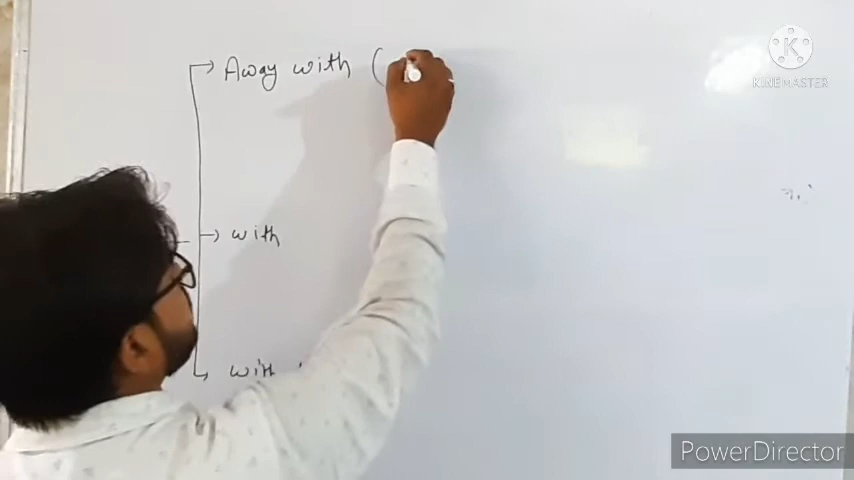 Away with (
with
with
KINEMASTER
PowerDirector